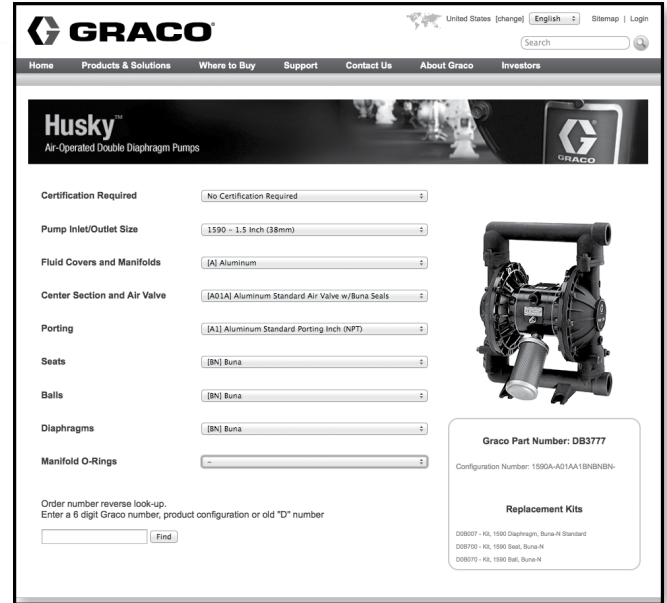 GRACO
United States [change] English Sitemap | Login
Search
Home Products & Solutions Where to Buy Support Contact Us About Graco Investors
Husky™
Air-Operated Double Diaphragm Pumps
GRACO
Certification Required No Certification Required
Pump Inlet/Outlet Size 1590 - 1.5 Inch (38mm)
Fluid Covers and Manifolds [A] Aluminum
Center Section and Air Valve [A01A] Aluminum Standard Air Valve w/Buna Seals
Porting [A1] Aluminum Standard Porting Inch (NPT)
Seats [BN] Buna
Balls [BN] Buna
Diaphragms [BN] Buna
Manifold O-Rings -
Order number reverse look-up.
Enter a 6 digit Graco number, product configuration or old "D" number
Find
Graco Part Number: DB3777
Configuration Number: 1590A-A01AA1BNBNBN-
Replacement Kits
D0B007 - Kit, 1590 Diaphragm, Buna-N Standard
D0B700 - Kit, 1590 Seat, Buna-N
D0B070 - Kit, 1590 Ball, Buna-N